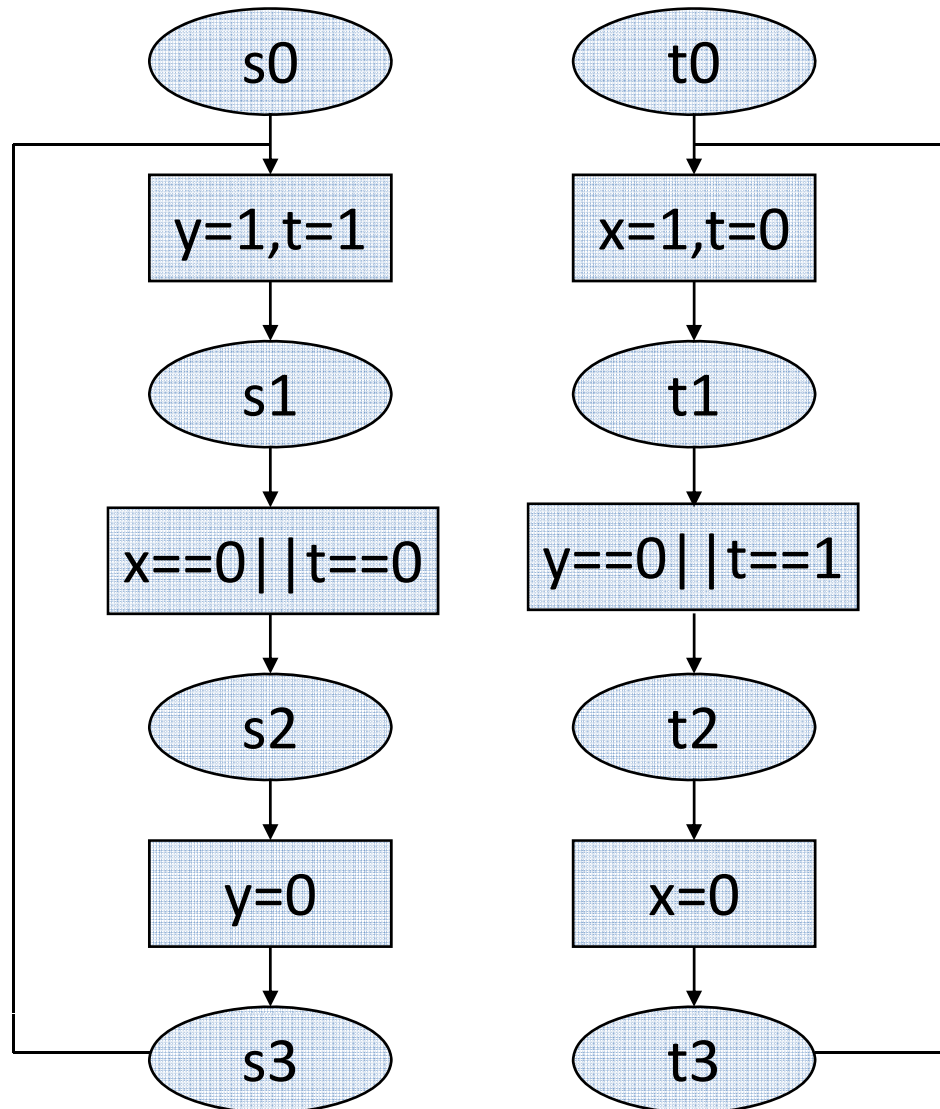 s0
y=1,t=1
s1
x==0||t==0
s2
y=0
s3
t0
x=1,t=0
t1
y==0||t==1
t2
x=0
t3